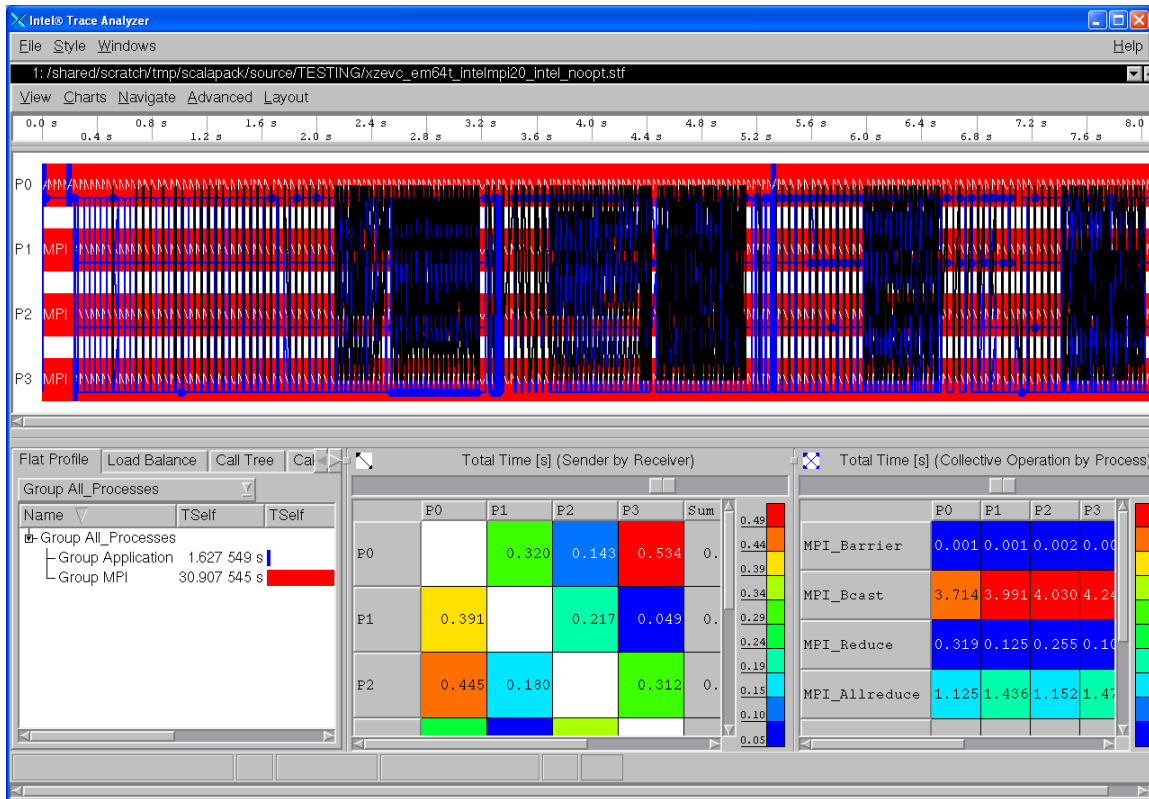 Intel® Trace Analyzer
File Style Windows Help
1: /shared/scratch/tmp/scalapack/source/TESTING/xzevc_em64t_intelmpi20_intel_noopt.stf
View Charts Navigate Advanced Layout
0.0 s 0.8 s 1.6 s 2.4 s 3.2 s 4.0 s 4.8 s 5.6 s 6.4 s 7.2 s 8.0
0.4 s 1.2 s 2.0 s 2.8 s 3.6 s 4.4 s 5.2 s 6.0 s 6.8 s 7.6 s
P0
P1 MPI
P2 MPI
P3 MPI
Flat Profile Load Balance Call Tree Cal
Total Time [s] (Sender by Receiver)
Total Time [s] (Collective Operation by Process)
Group All_Processes
Name TSelf TSelf
Group All_Processes
Group Application 1.627 549 s
Group MPI 30.907 545 s
P0 P1 P2 P3 Sum
P0 0.320 0.143 0.534 0.
P1 0.391 0.217 0.049 0.
P2 0.445 0.180 0.312 0.
0.49
0.44
0.39
0.34
0.29
0.24
0.19
0.15
0.10
0.05
P0 P1 P2 P3
MPI_Barrier 0.001 0.001 0.002 0.00
MPI_Bcast 3.714 3.991 4.030 4.24
MPI_Reduce 0.319 0.125 0.255 0.10
MPI_Allreduce 1.125 1.436 1.152 1.47